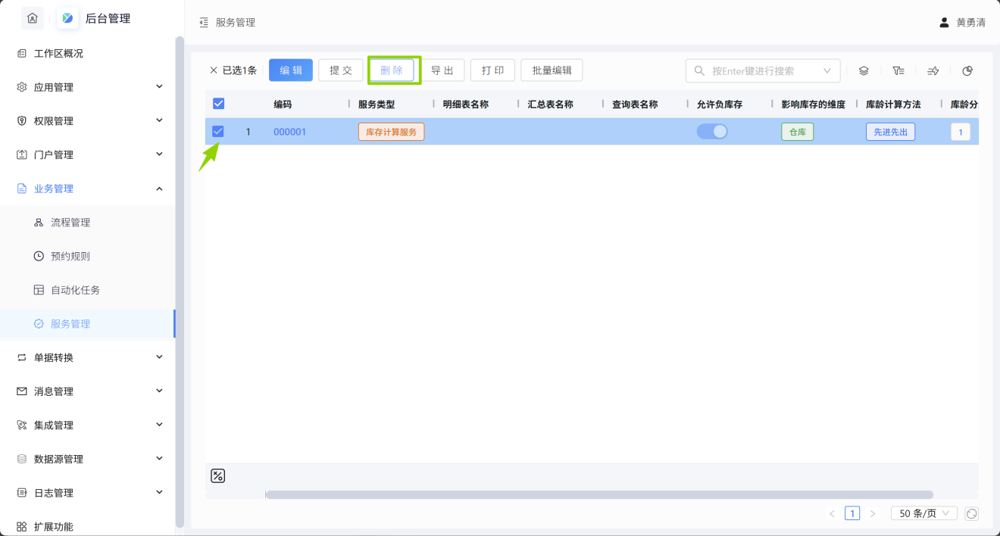 后台管理
服务管理
黄勇清
工作区概况
应用管理
权限管理
门户管理
业务管理
流程管理
预约规则
自动化任务
服务管理
单据转换
消息管理
集成管理
数据源管理
日志管理
扩展功能
已选1条 编 辑 提 交 删 除 导 出 打 印 批量编辑 按Enter键进行搜索
编码 服务类型 明细表名称 汇总表名称 查询表名称 允许负库存 影响库存的维度 库龄计算方法 库龄分
1 000001 库存计算服务 仓库 先进先出 1
1 50 条/页